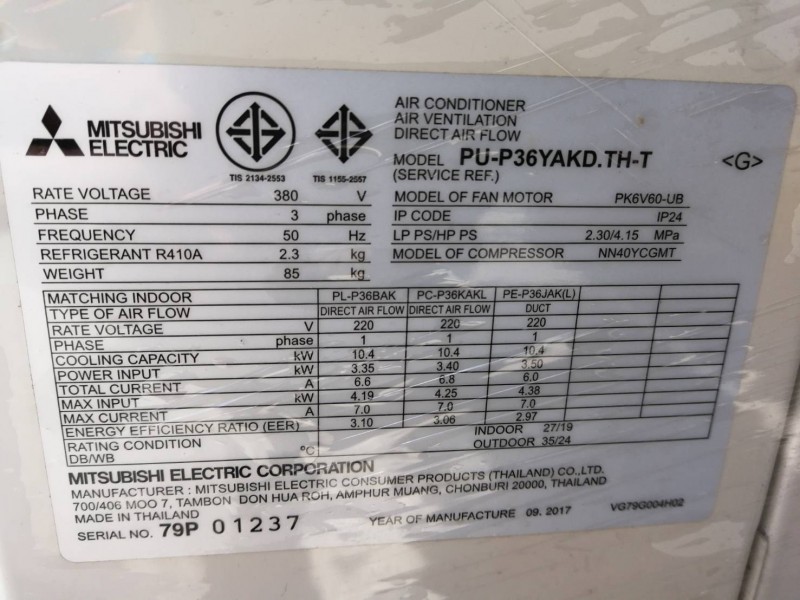 MITSUBISHI ELECTRIC
TIS 2134-2553
TIS 1155-2557
AIR CONDITIONER
AIR VENTILATION
DIRECT AIR FLOW
MODEL PU-P36YAKD.TH-T <G>
(SERVICE REF.)
RATE VOLTAGE 380 V
PHASE 3 phase
FREQUENCY 50 Hz
REFRIGERANT R410A 2.3 kg
WEIGHT 85 kg
MODEL OF FAN MOTOR PK6V60-UB
IP CODE IP24
LP PS/HP PS 2.30/4.15 MPa
MODEL OF COMPRESSOR NN40YCGMT
MATCHING INDOOR PL-P36BAK PC-P36KAKL PE-P36JAK(L)
TYPE OF AIR FLOW DIRECT AIR FLOW DIRECT AIR FLOW DUCT
RATE VOLTAGE V 220 220 220
PHASE phase 1 1 1
COOLING CAPACITY kW 10.4 10.4 10.4
POWER INPUT kW 3.35 3.40 3.50
TOTAL CURRENT A 6.6 6.8 6.0
MAX INPUT kW 4.19 4.25 4.38
MAX CURRENT A 7.0 7.0 7.0
ENERGY EFFICIENCY RATIO (EER) 3.10 3.06 2.97
RATING CONDITION INDOOR 27/19
DB/WB °C OUTDOOR 35/24
MITSUBISHI ELECTRIC CORPORATION
MANUFACTURER : MITSUBISHI ELECTRIC CONSUMER PRODUCTS (THAILAND) CO.,LTD.
700/406 MOO 7, TAMBON DON HUA ROH, AMPHUR MUANG, CHONBURI 20000, THAILAND
MADE IN THAILAND
SERIAL NO. 79P 01237 YEAR OF MANUFACTURE 09. 2017 VG79G004H02